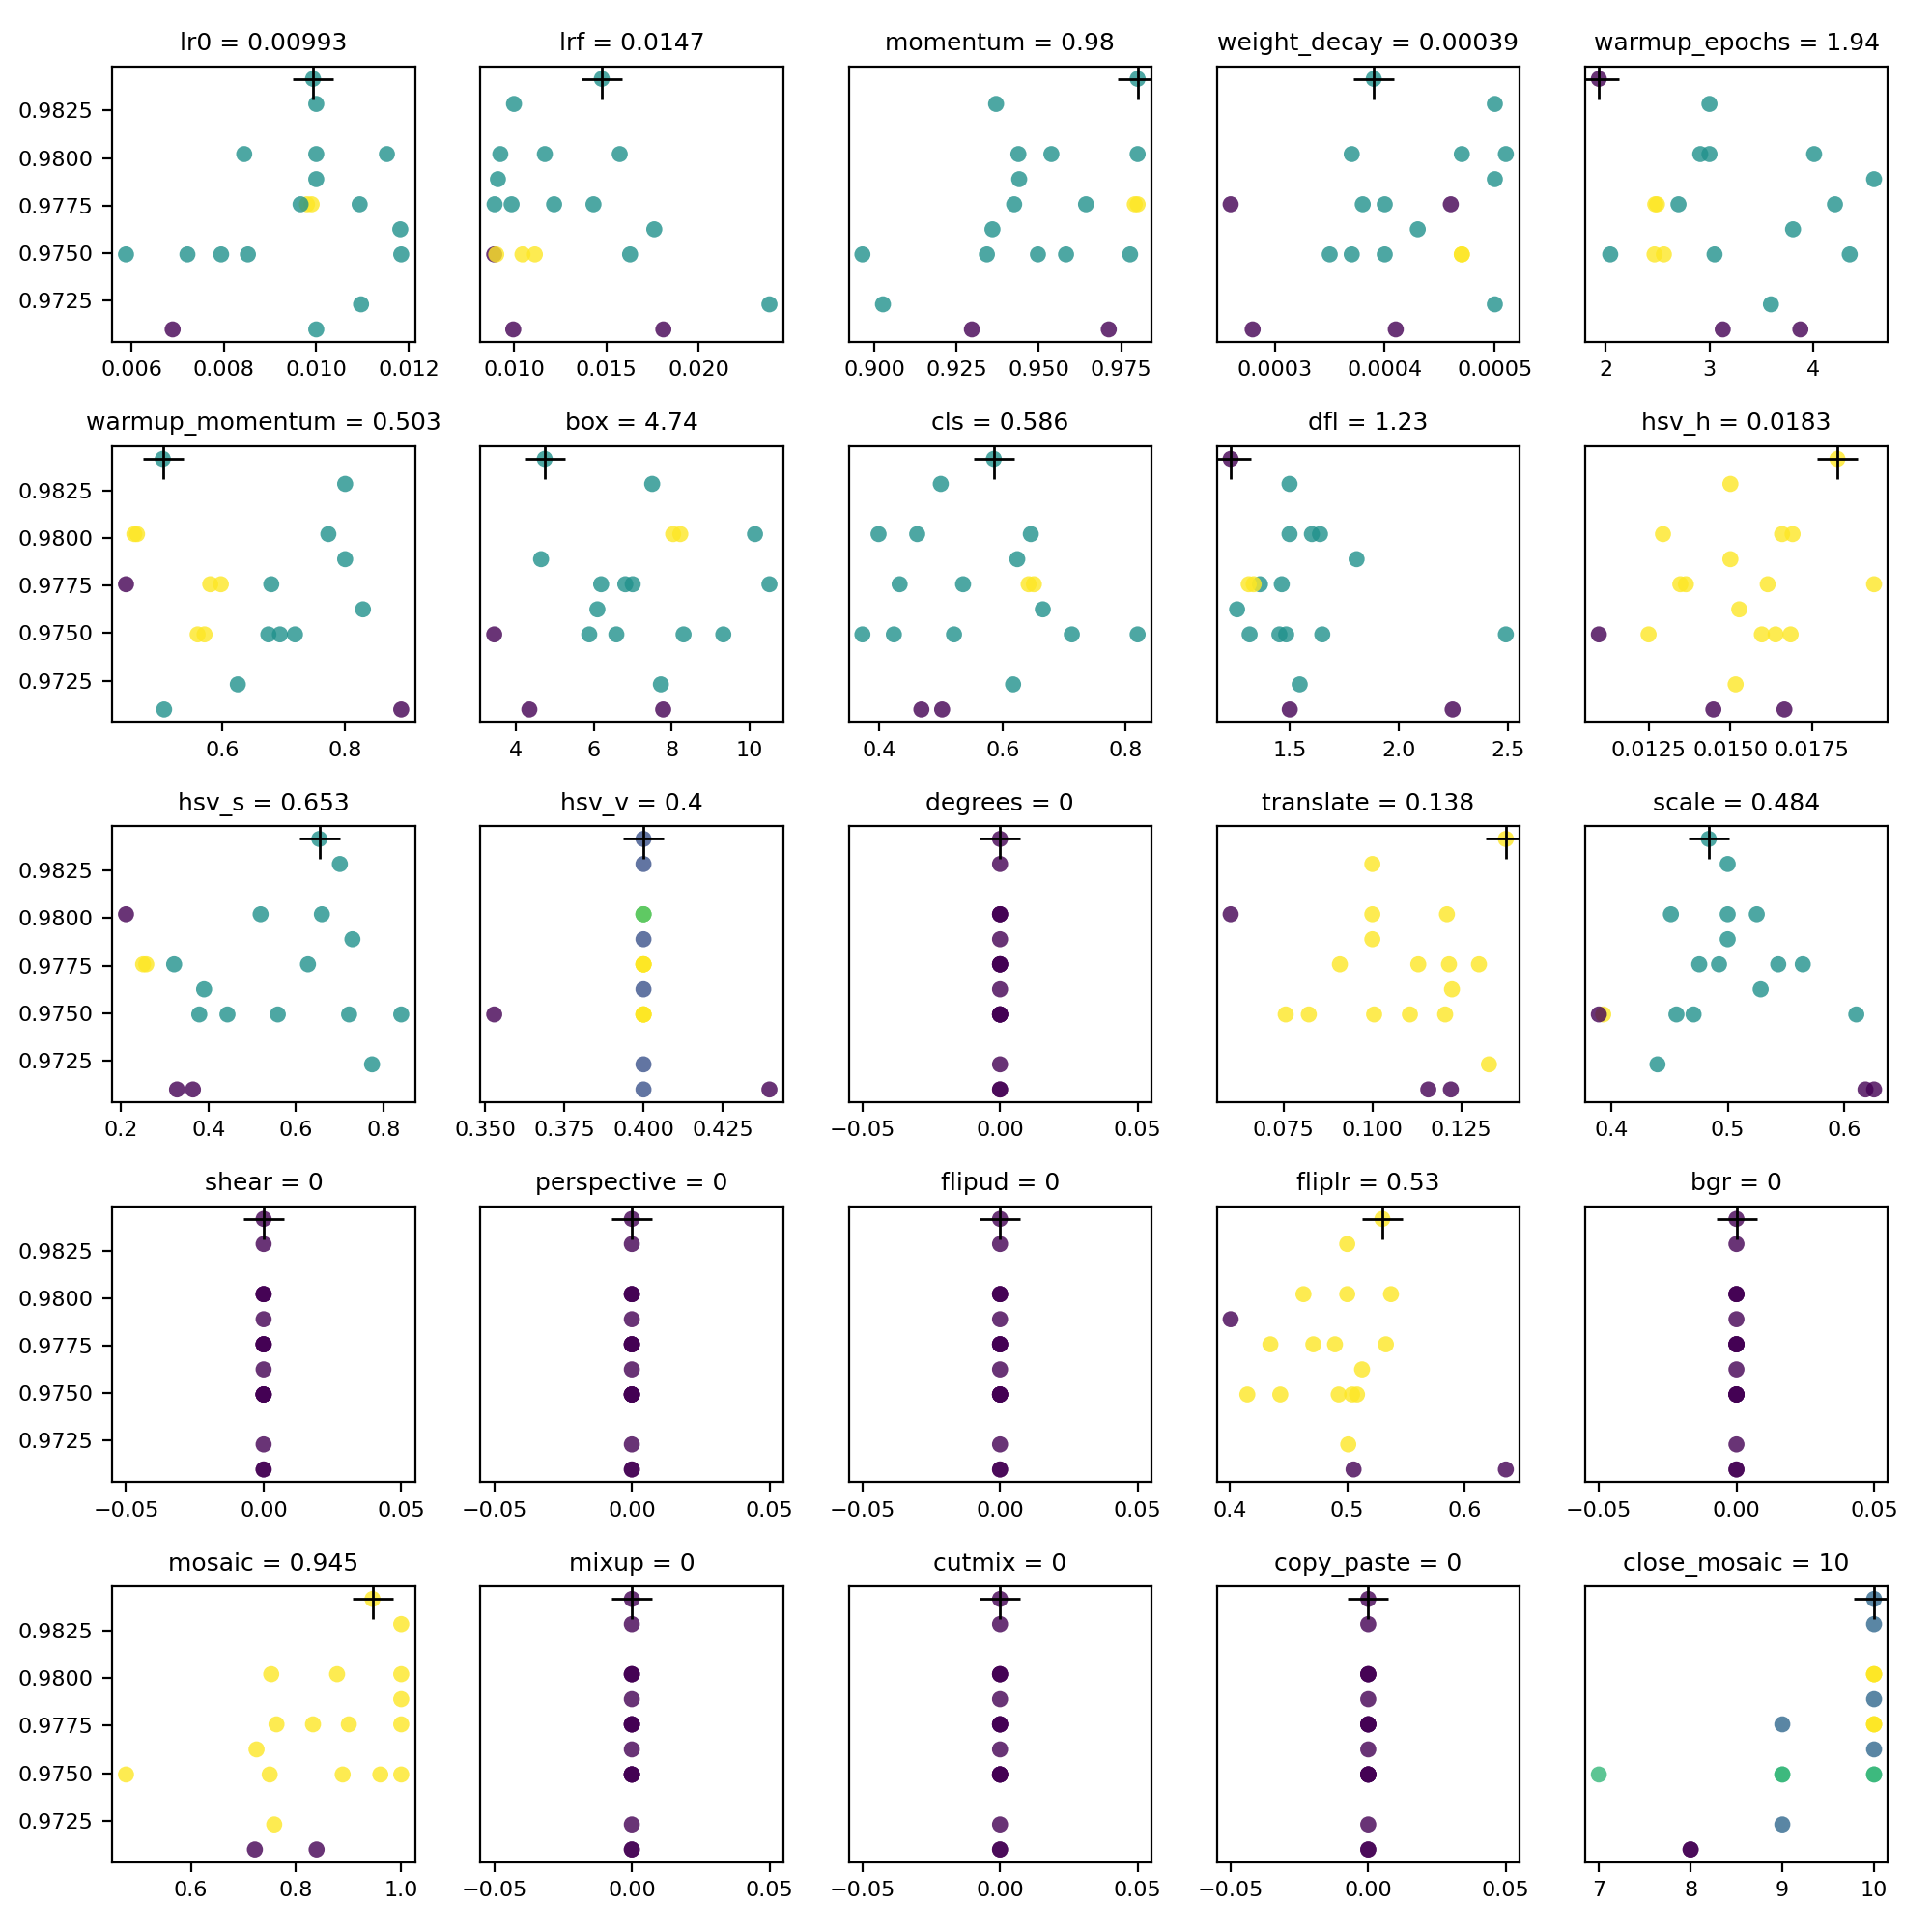 lr0 = 0.00993 lrf = 0.0147 momentum = 0.98 weight_decay = 0.00039 warmup_epochs = 1.94
0.9825
0.9800
0.9775
0.9750
0.9725
0.006 0.008 0.010 0.012 0.010 0.015 0.020 0.900 0.925 0.950 0.975 0.0003 0.0004 0.0005 2 3 4
warmup_momentum = 0.503 box = 4.74 cls = 0.586 dfl = 1.23 hsv_h = 0.0183
0.9825
0.9800
0.9775
0.9750
0.9725
0.6 0.8 4 6 8 10 0.4 0.6 0.8 1.5 2.0 2.5 0.0125 0.0150 0.0175
hsv_s = 0.653 hsv_v = 0.4 degrees = 0 translate = 0.138 scale = 0.484
0.9825
0.9800
0.9775
0.9750
0.9725
0.2 0.4 0.6 0.8 0.350 0.375 0.400 0.425 −0.05 0.00 0.05 0.075 0.100 0.125 0.4 0.5 0.6
shear = 0 perspective = 0 flipud = 0 fliplr = 0.53 bgr = 0
0.9825
0.9800
0.9775
0.9750
0.9725
−0.05 0.00 0.05 −0.05 0.00 0.05 −0.05 0.00 0.05 0.4 0.5 0.6 −0.05 0.00 0.05
mosaic = 0.945 mixup = 0 cutmix = 0 copy_paste = 0 close_mosaic = 10
0.9825
0.9800
0.9775
0.9750
0.9725
0.6 0.8 1.0 −0.05 0.00 0.05 −0.05 0.00 0.05 −0.05 0.00 0.05 7 8 9 10